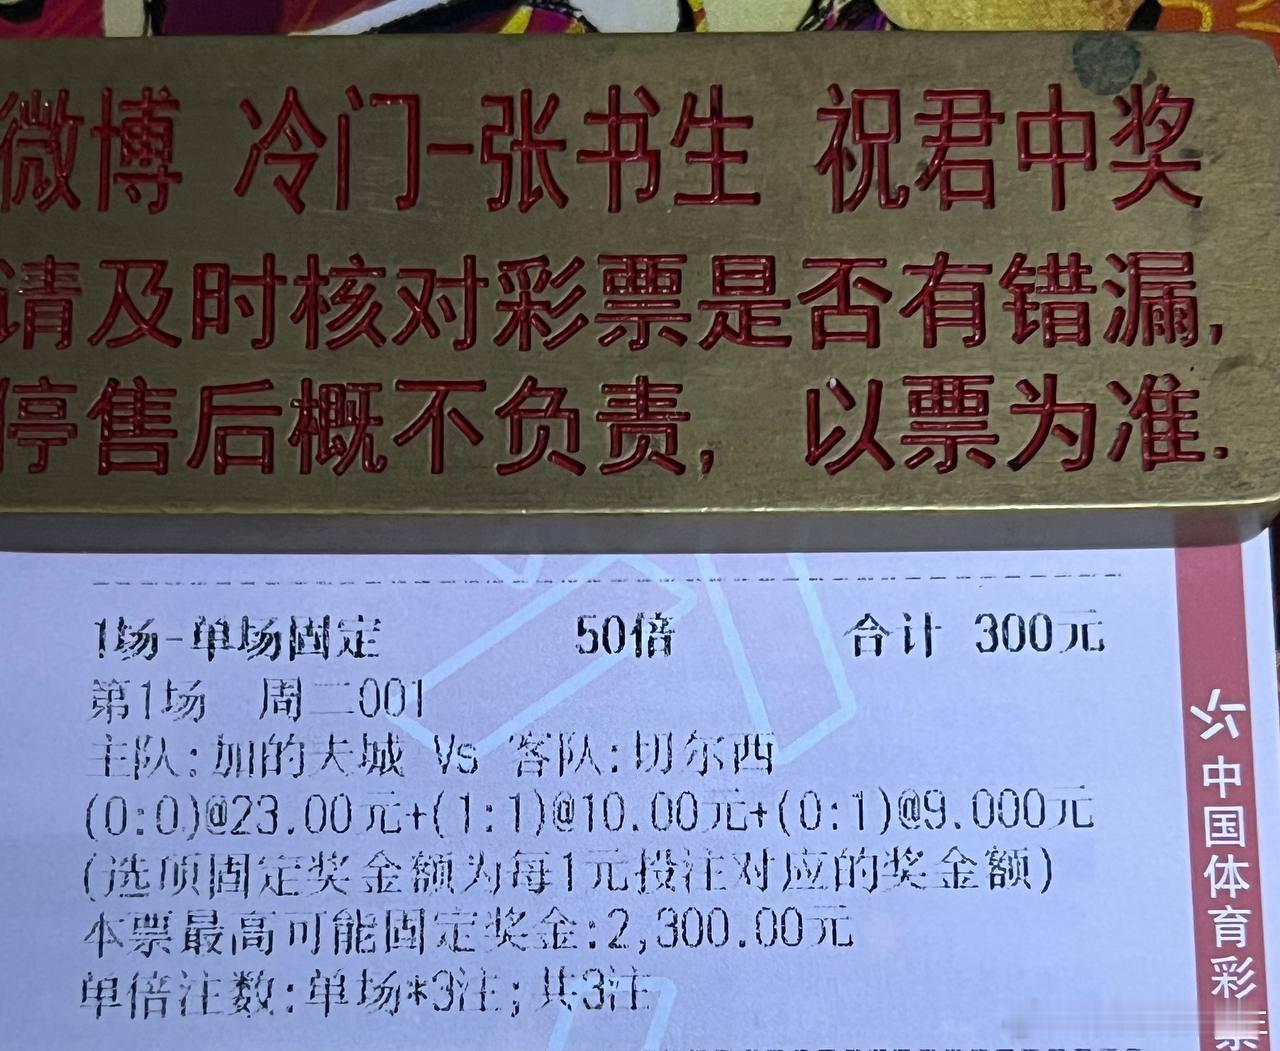 微博 冷门-张书生 祝君中奖
请及时核对彩票是否有错漏,
停售后概不负责, 以票为准.
1场-单场固定 50倍 合计 300元
第1场 周二001
主队:加的夫城 Vs 客队:切尔西
(0:0)@23.00元+(1:1)@10.00元+(0:1)@9.000元
(选项固定奖金额为每1元投注对应的奖金额)
本票最高可能固定奖金:2,300.00元
单倍注数:单场*3注;共3注
中国体育彩票